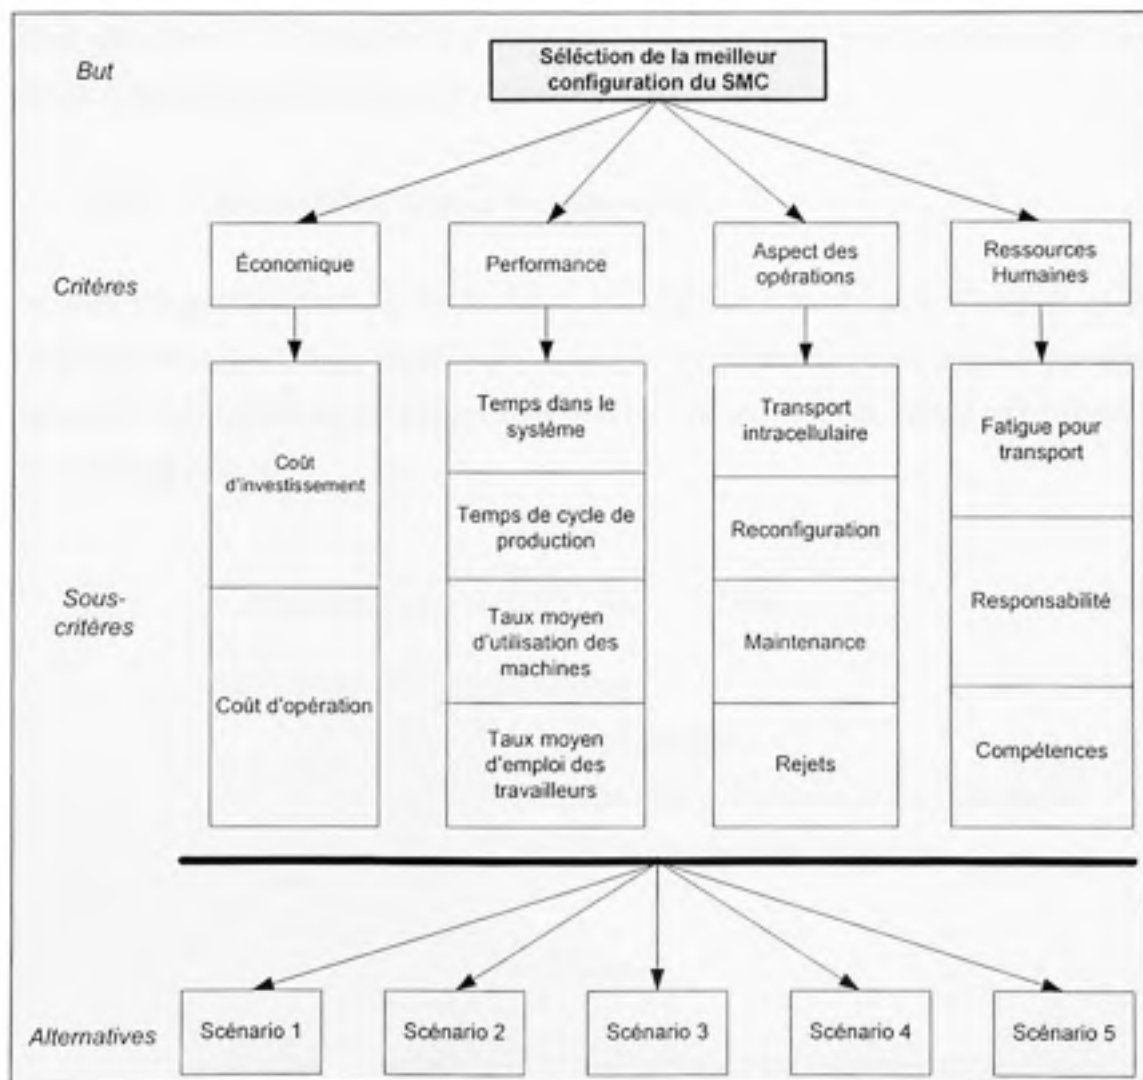 But
Séléction de la meilleur
configuration du SMC
Critères
Économique
Performance
Aspect des
opérations
Ressources
Humaines
Sous-
critères
Coût
d'investissement
Coût d'opération
Temps dans le
système
Temps de cycle de
production
Taux moyen
d'utilisation des
machines
Taux moyen
d'emploi des
travailleurs
Transport
intracellulaire
Reconfiguration
Maintenance
Rejets
Fatigue pour
transport
Responsabilité
Compétences
Alternatives
Scénario 1
Scénario 2
Scénario 3
Scénario 4
Scénario 5